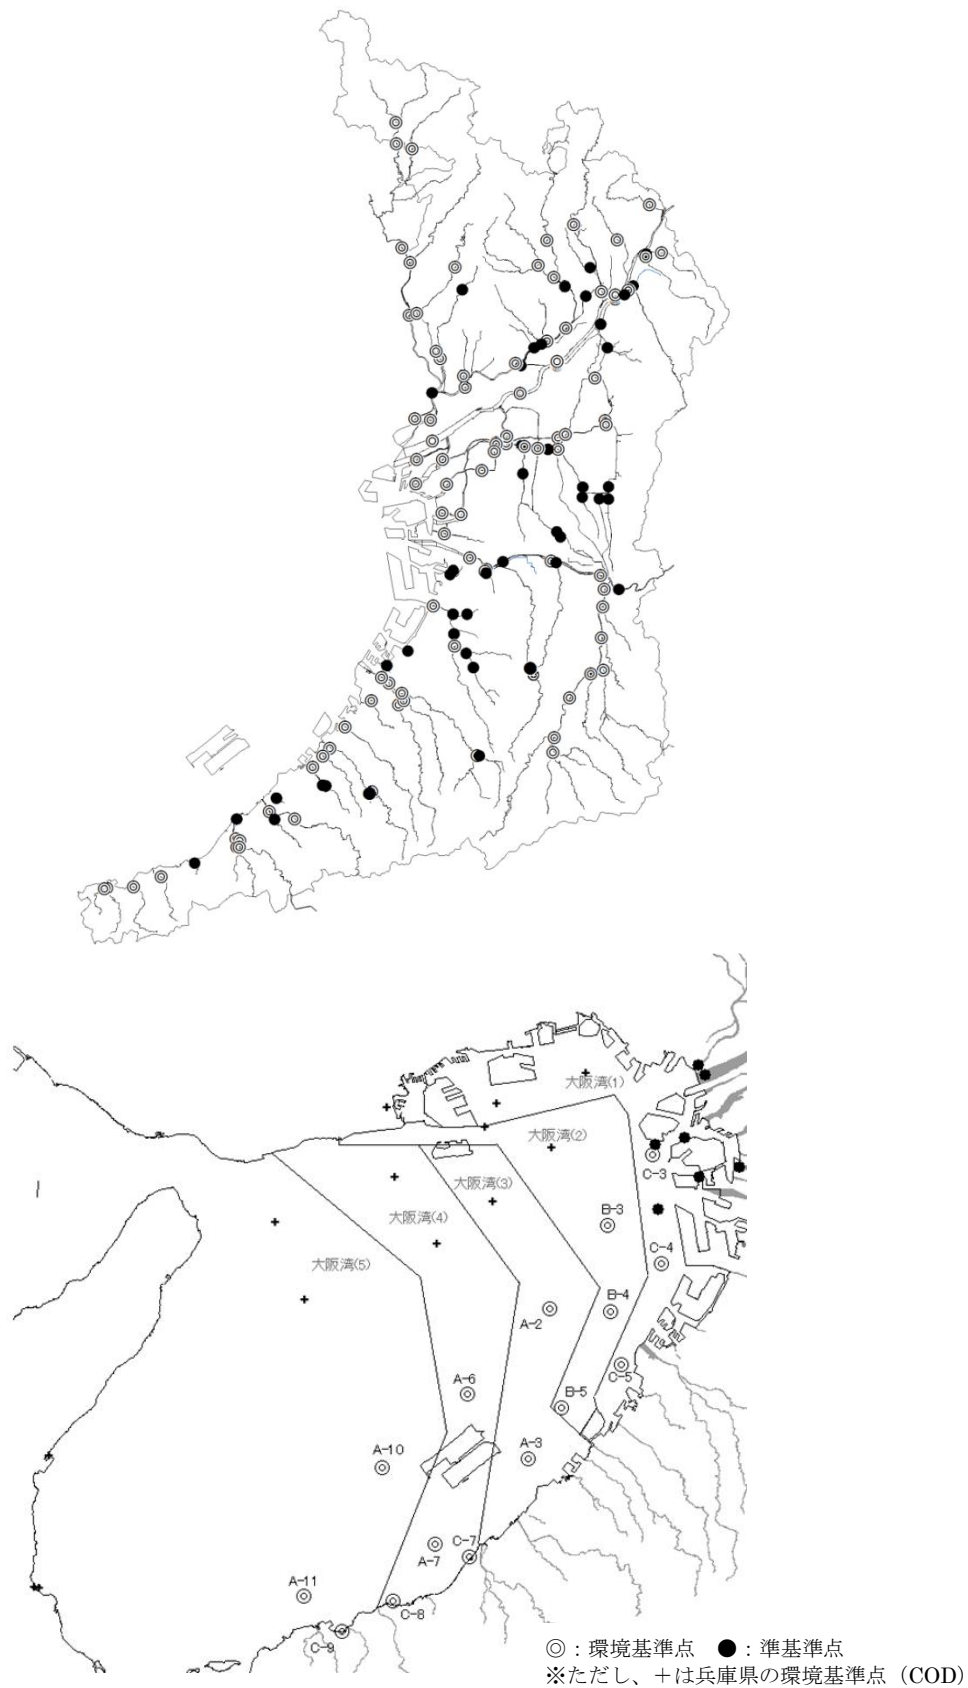 大阪湾(1)
大阪湾(2)
C-3
大阪湾(3)
大阪湾(4)
B-3
C-4
大阪湾(5)
B-4
A-2
C-5
A-6
B-5
A-10
A-3
A-7
C-7
A-11
C-8
C-9
◎：環境基準点　●：準基準点
※ただし、＋は兵庫県の環境基準点（COD）